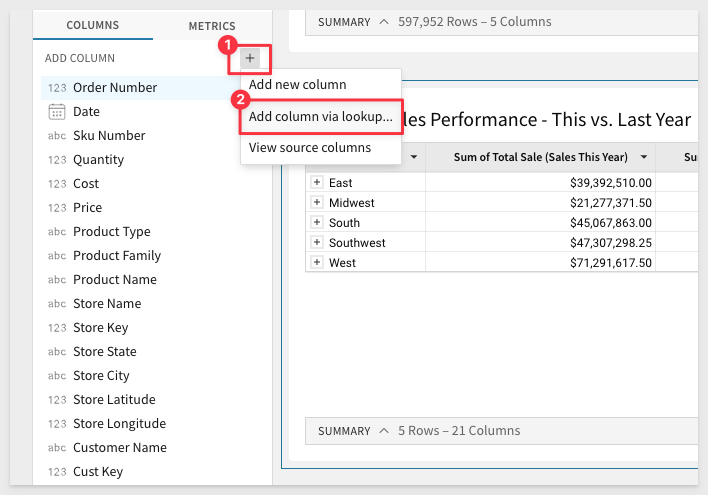 COLUMNS METRICS
ADD COLUMN
1
2
Add new column
Add column via lookup...
View source columns
123 Order Number
Date
abc Sku Number
123 Quantity
123 Cost
123 Price
abc Product Type
abc Product Family
abc Product Name
abc Store Name
123 Store Key
abc Store State
abc Store City
123 Store Latitude
123 Store Longitude
abc Customer Name
123 Cust Key
SUMMARY 597,952 Rows – 5 Columns
les Performance - This vs. Last Year
Sum of Total Sale (Sales This Year) Su
East $39,392,510.00
Midwest $21,277,371.50
South $45,067,863.00
Southwest $47,307,298.25
West $71,291,617.50
SUMMARY 5 Rows – 21 Columns